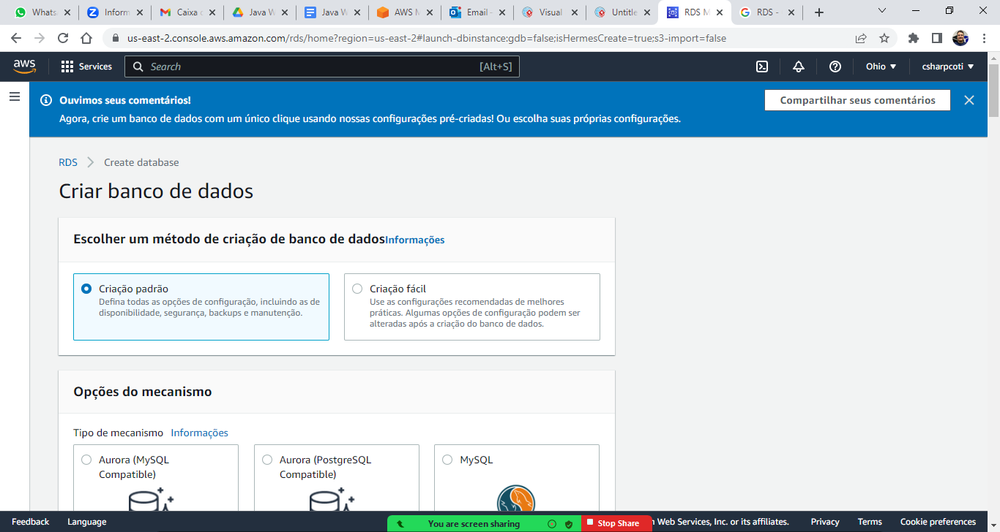 Whats
Inform
Caixa
Java W
Java W
AWS M
Email -
Visual
Untitle
RDS M
RDS -
us-east-2.console.aws.amazon.com/rds/home?region=us-east-2#launch-dbinstance:gdb=false;isHermesCreate=true;s3-import=false
aws
Services
Search
[Alt+S]
Ohio
csharpcoti
Ouvimos seus comentários!
Agora, crie um banco de dados com um único clique usando nossas configurações pré-criadas! Ou escolha suas próprias configurações.
Compartilhar seus comentários
RDS
Create database
Criar banco de dados
Escolher um método de criação de banco de dadosInformações
Criação padrão
Defina todas as opções de configuração, incluindo as de
disponibilidade, segurança, backups e manutenção.
Criação fácil
Use as configurações recomendadas de melhores
práticas. Algumas opções de configuração podem ser
alteradas após a criação do banco de dados.
Opções do mecanismo
Tipo de mecanismo Informações
Aurora (MySQL
Compatible)
Aurora (PostgreSQL
Compatible)
MySQL
Feedback
Language
You are screen sharing
Stop Share
Web Services, Inc. or its affiliates.
Privacy
Terms
Cookie preferences